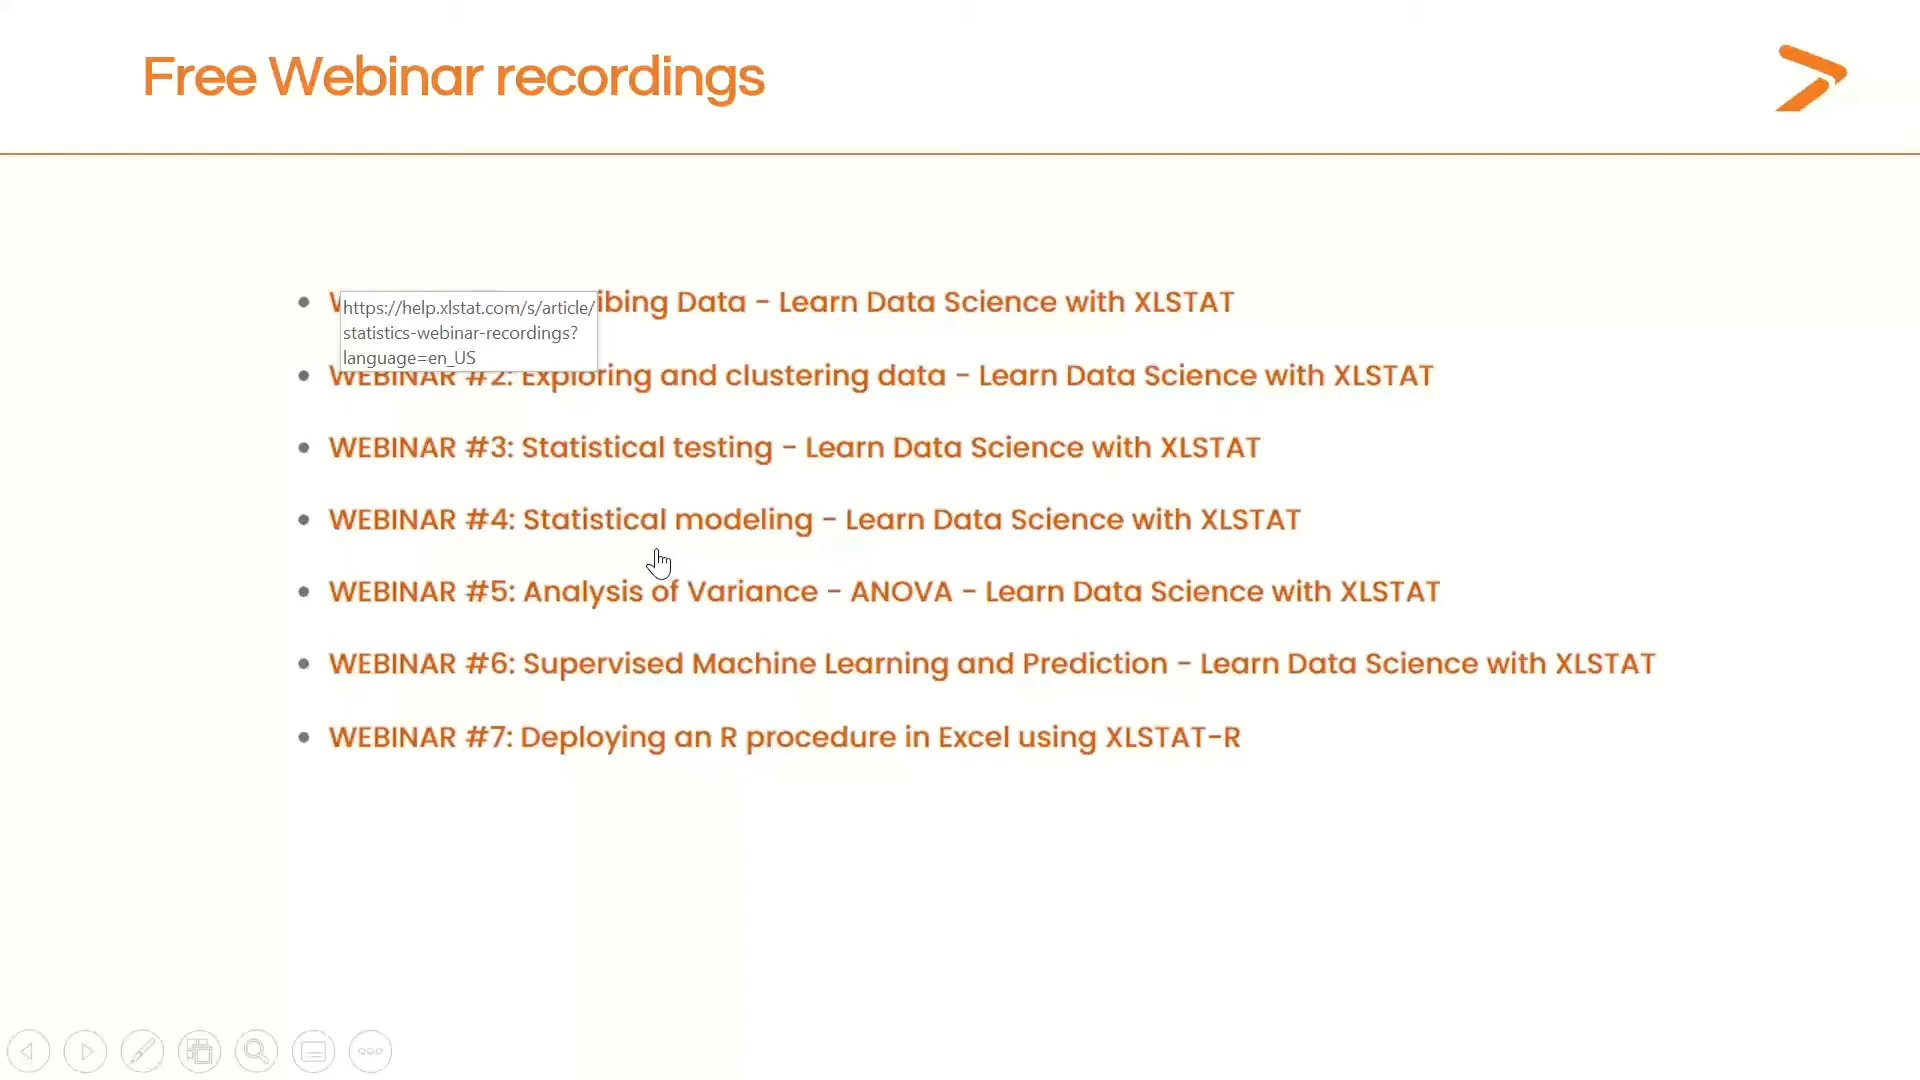 Free Webinar recordings
ibing Data - Learn Data Science with XLSTAT
https://help.xlstat.com/s/article/
statistics-webinar-recordings?
language=en_US
WEBINAR #2: Exploring and clustering data - Learn Data Science with XLSTAT
WEBINAR #3: Statistical testing - Learn Data Science with XLSTAT
WEBINAR #4: Statistical modeling - Learn Data Science with XLSTAT
WEBINAR #5: Analysis of Variance - ANOVA - Learn Data Science with XLSTAT
WEBINAR #6: Supervised Machine Learning and Prediction - Learn Data Science with XLSTAT
WEBINAR #7: Deploying an R procedure in Excel using XLSTAT-R